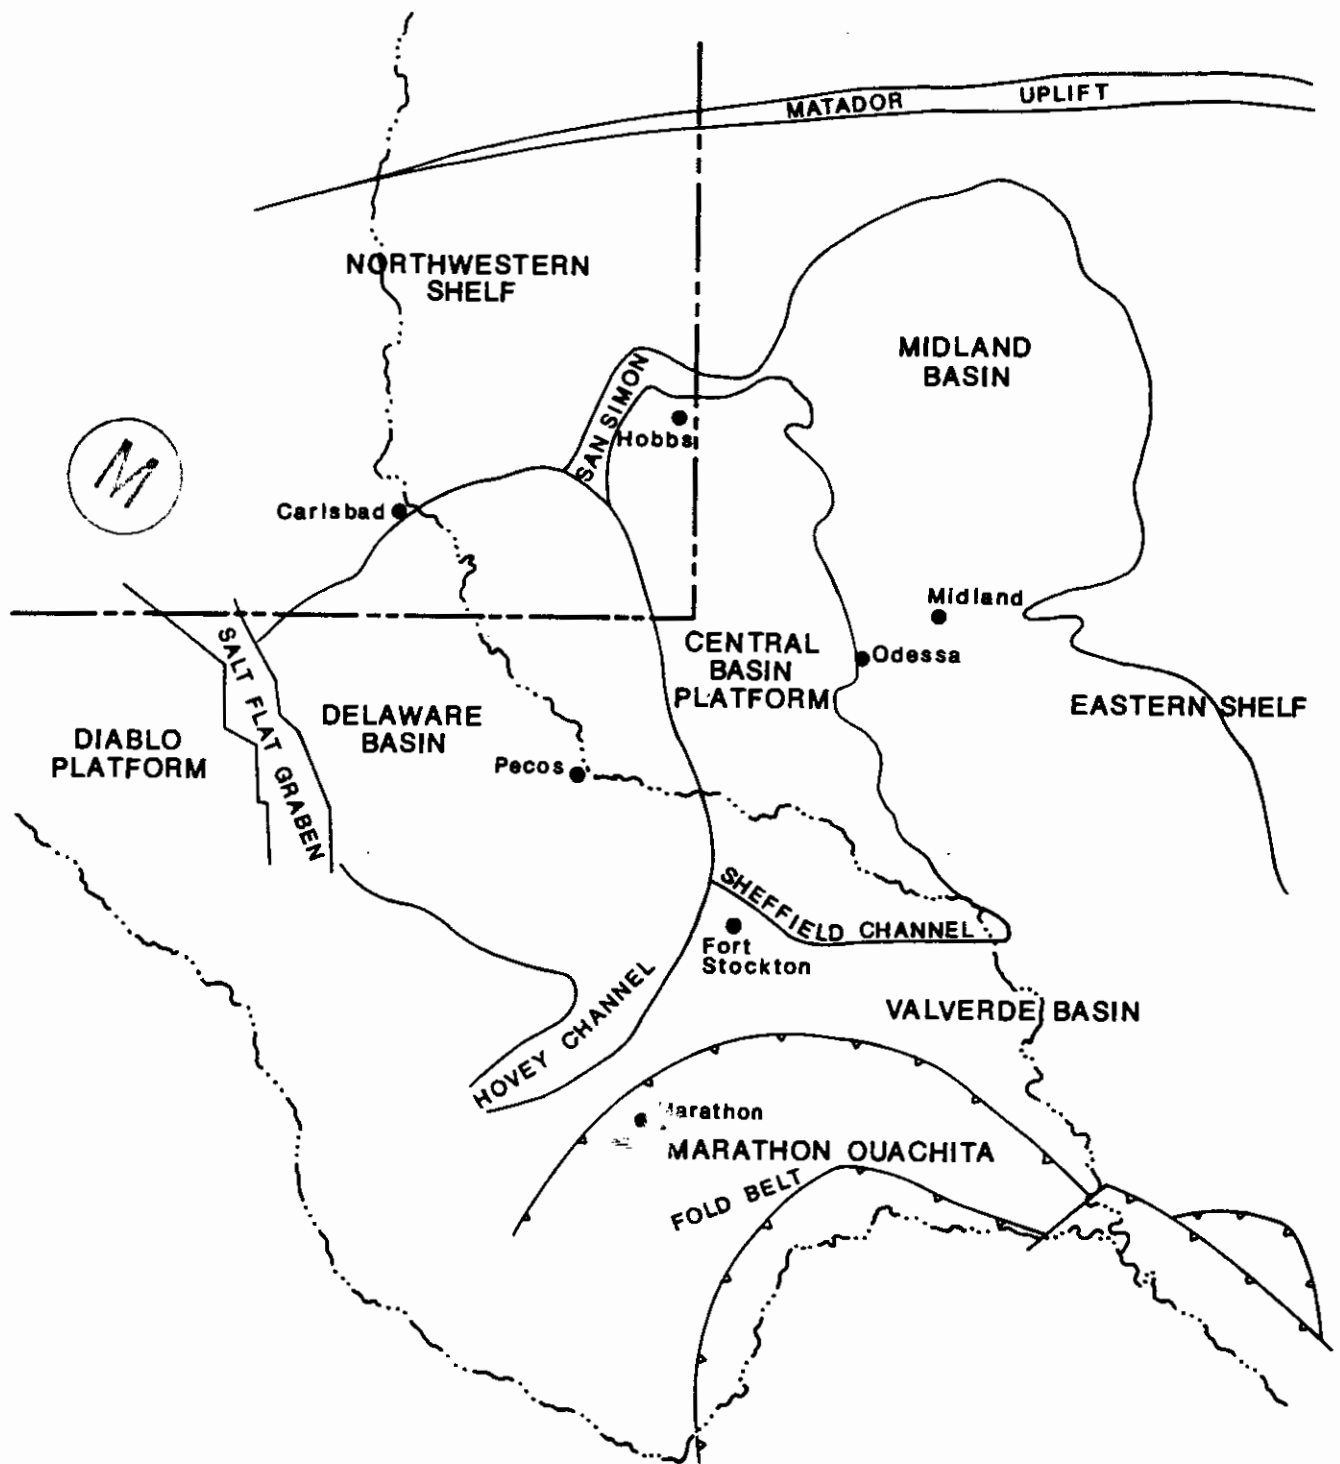 MATADOR UPLIFT
NORTHWESTERN
SHELF
MIDLAND
BASIN
SAN SIMON
Hobbs
M
Carlsbad
Midland
CENTRAL
BASIN
PLATFORM
Odessa
SALT FLAT GRABEN
EASTERN SHELF
DELAWARE
BASIN
DIABLO
PLATFORM
Pecos
SHEFFIELD CHANNEL
Fort
Stockton
HOVEY CHANNEL
VALVERDE BASIN
Marathon
MARATHON OUACHITA
FOLD BELT